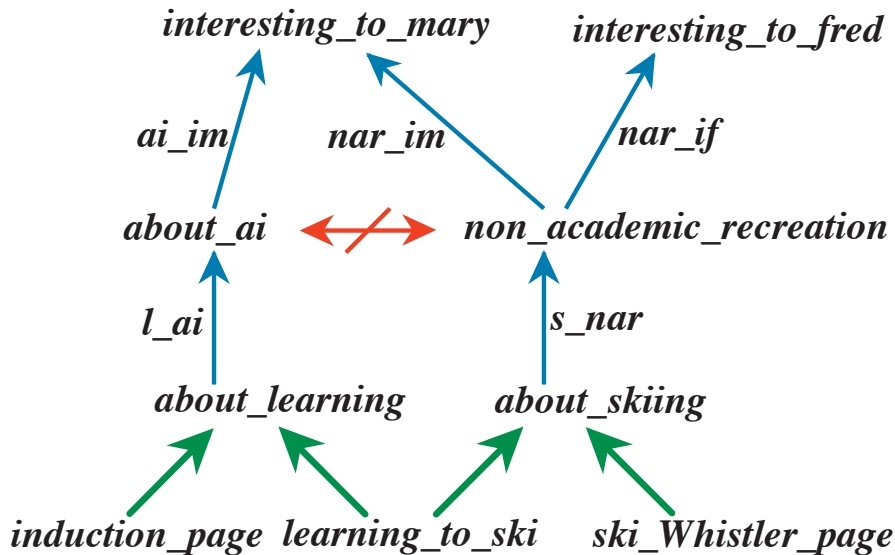 interesting_to_mary
interesting_to_fred
ai_im
nar_im
nar_if
about_ai
non_academic_recreation
l_ai
s_nar
about_learning
about_skiing
induction_page
learning_to_ski
ski_Whistler_page